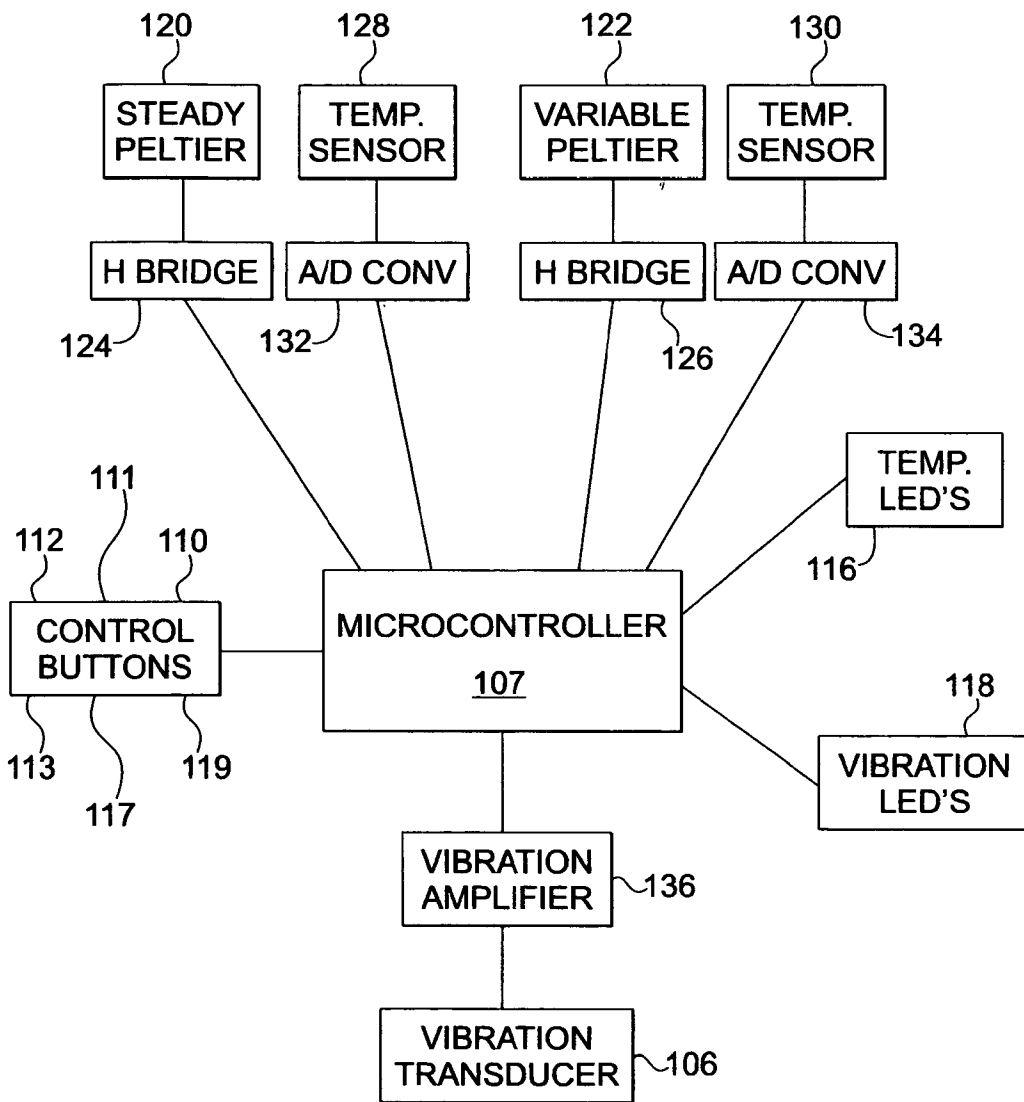 120
128
122
130
STEADY
PELTIER
TEMP.
SENSOR
VARIABLE
PELTIER
TEMP.
SENSOR
H BRIDGE
A/D CONV
H BRIDGE
A/D CONV
124
132
126
134
TEMP.
LED'S
116
111
112
110
CONTROL
BUTTONS
113
119
117
MICROCONTROLLER
107
118
VIBRATION
LED'S
VIBRATION
AMPLIFIER
136
VIBRATION
TRANSDUCER
106